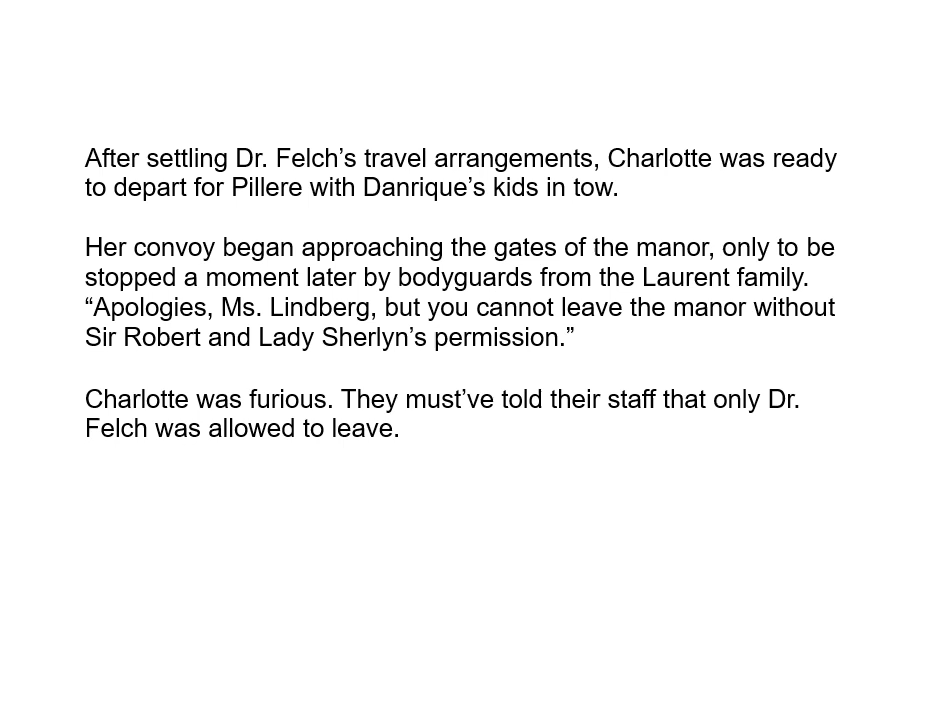 After settling Dr. Felch’s travel arrangements, Charlotte was ready
to depart for Pillere with Danrique’s kids in tow.
Her convoy began approaching the gates of the manor, only to be
stopped a moment later by bodyguards from the Laurent family.
“Apologies, Ms. Lindberg, but you cannot leave the manor without
Sir Robert and Lady Sherlyn’s permission.”
Charlotte was furious. They must’ve told their staff that only Dr.
Felch was allowed to leave.